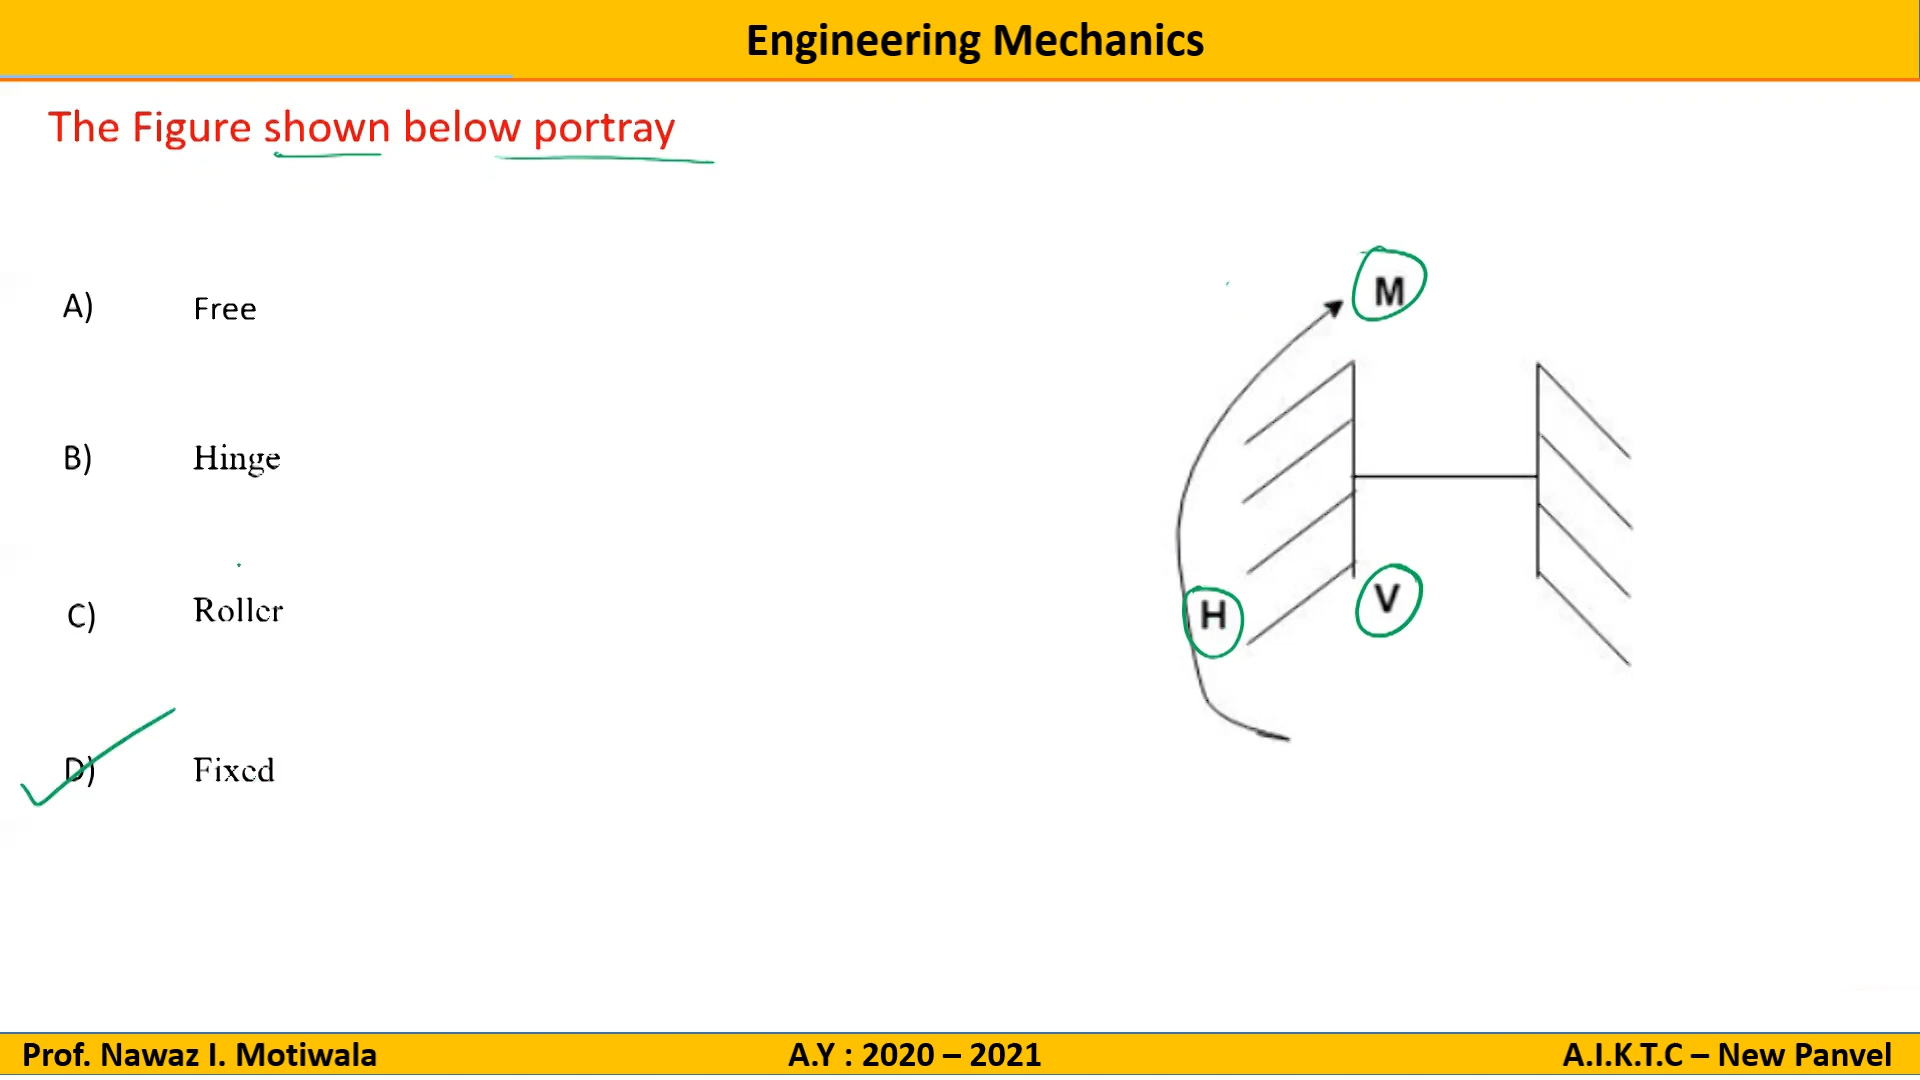 Engineering Mechanics
The Figure shown below portray
A) Free
B) Hinge
C) Roller
D) Fixed
M
H
V
Prof. Nawaz I. Motiwala
A.Y : 2020 – 2021
A.I.K.T.C – New Panvel